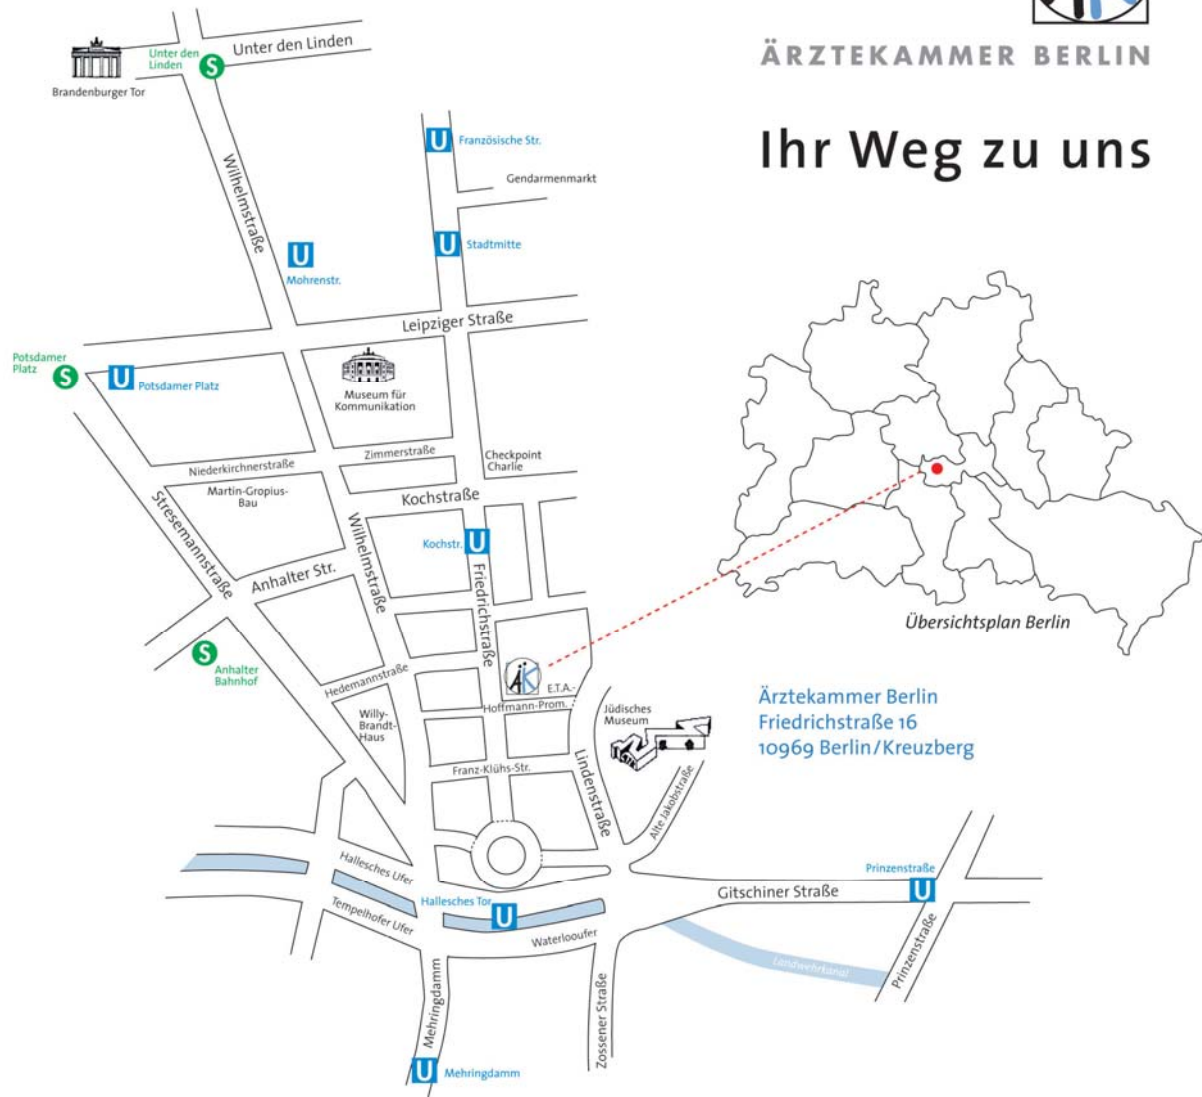 ÄRZTEKAMMER BERLIN
Ihr Weg zu uns
Unter den
Linden
S
Unter den Linden
Brandenburger Tor
Wilhelmstraße
U
Französische Str.
Gendarmenmarkt
U
Stadtmitte
U
Mohrenstr.
Leipziger Straße
Potsdamer
Platz
S
U
Potsdamer Platz
Museum für
Kommunikation
Niederkirchnerstraße
Zimmerstraße
Checkpoint
Charlie
Martin-Gropius-
Bau
Kochstraße
Stresemannstraße
Wilhelmstraße
Kochstr.
U
Friedrichstraße
Anhalter Str.
S
Anhalter
Bahnhof
Hedemannstraße
ÄK
E.T.A.-
Hoffmann-Prom.
Willy-
Brandt-
Haus
Jüdisches
Museum
Franz-Klühs-Str.
Lindenstraße
Alte Jakobstraße
Hallesches Ufer
Tempelhofer Ufer
Hallesches Tor
U
Waterlooufer
Gitschiner Straße
Prinzenstraße
U
Prinzenstraße
Landwehrkanal
Mehringdamm
Zossener Straße
U
Mehringdamm
Übersichtsplan Berlin
Ärztekammer Berlin
Friedrichstraße 16
10969 Berlin/Kreuzberg